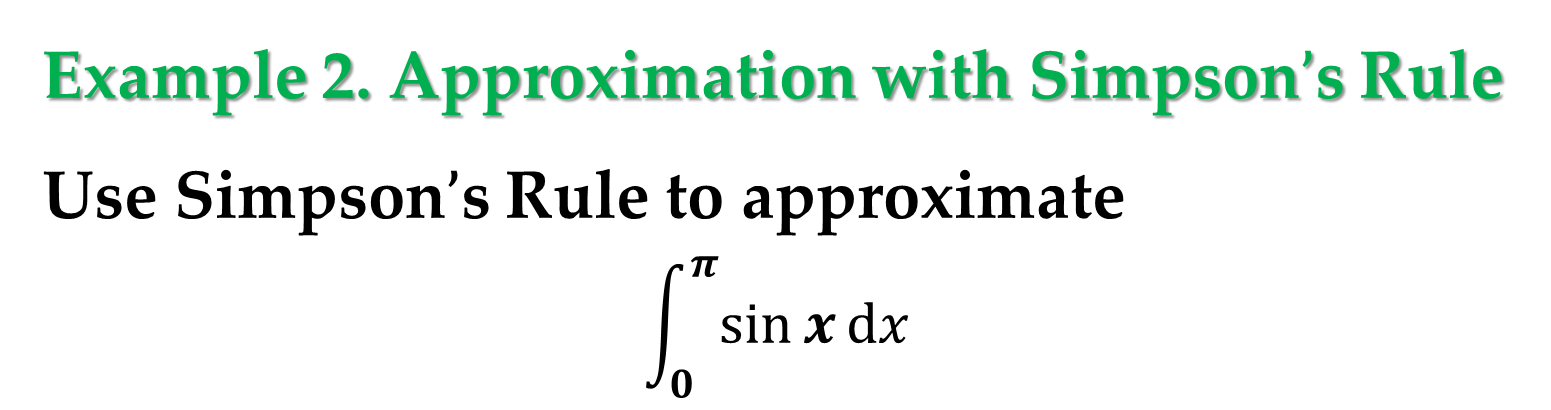 Example 2. Approximation with Simpson’s Rule
Use Simpson’s Rule to approximate
∫₀^π sin x dx